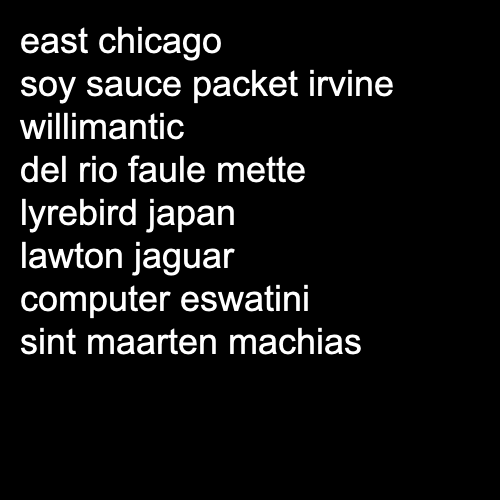 east chicago
soy sauce packet irvine
willimantic
del rio faule mette
lyrebird japan
lawton jaguar
computer eswatini
sint maarten machias